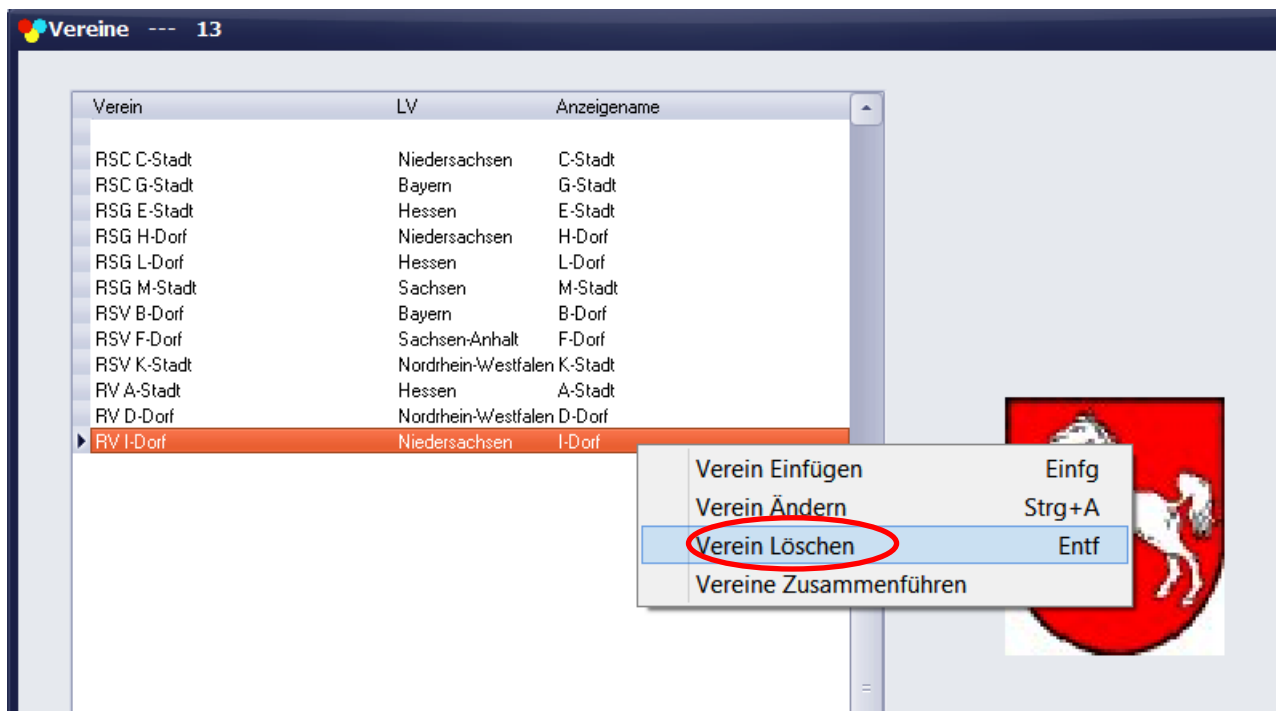 Vereine --- 13
Verein LV Anzeigename
RSC C-Stadt Niedersachsen C-Stadt
RSC G-Stadt Bayern G-Stadt
RSG E-Stadt Hessen E-Stadt
RSG H-Dorf Niedersachsen H-Dorf
RSG L-Dorf Hessen L-Dorf
RSG M-Stadt Sachsen M-Stadt
RSV B-Dorf Bayern B-Dorf
RSV F-Dorf Sachsen-Anhalt F-Dorf
RSV K-Stadt Nordrhein-Westfalen K-Stadt
RV A-Stadt Hessen A-Stadt
RV D-Dorf Nordrhein-Westfalen D-Dorf
RV I-Dorf Niedersachsen I-Dorf
Verein Einfügen Einfg
Verein Ändern Strg+A
Verein Löschen Entf
Vereine Zusammenführen